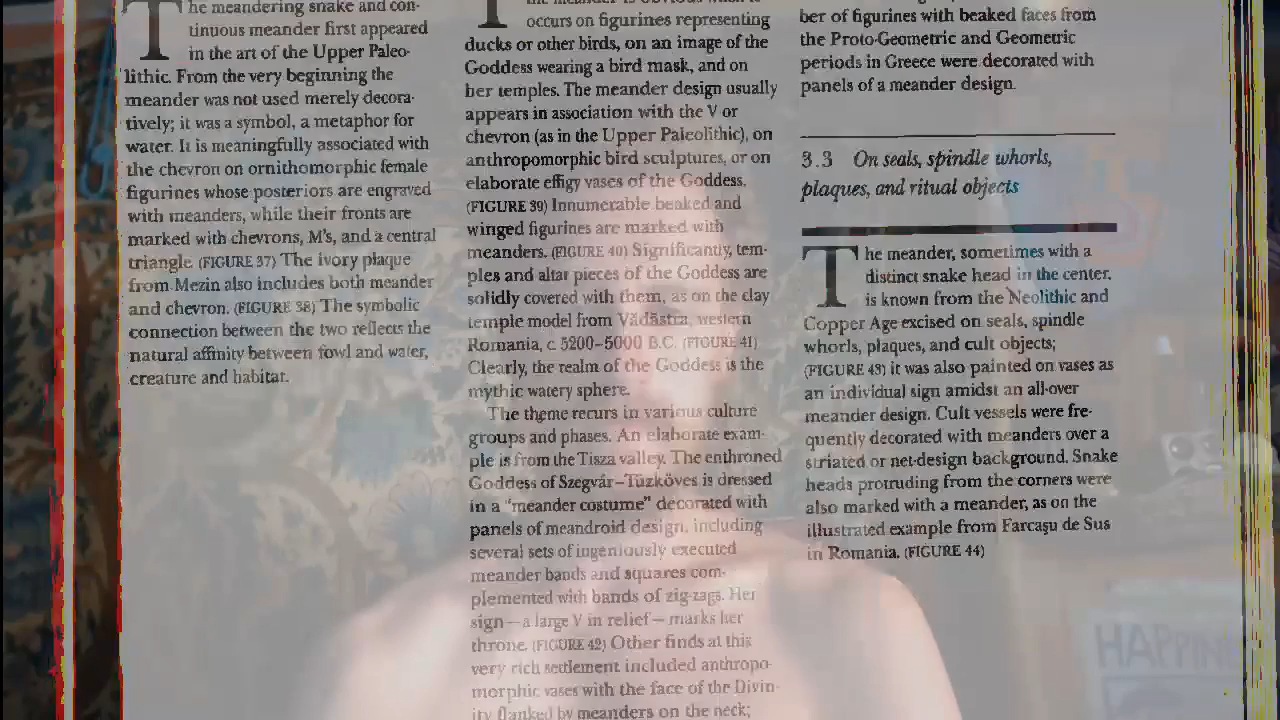 The meandering snake and con-
tinuous meander first appeared
in the art of the Upper Paleo-
lithic. From the very beginning the
meander was not used merely decora-
tively; it was a symbol, a metaphor for
water. It is meaningfully associated with
the chevron on ornithomorphic female
figurines whose posteriors are engraved
with meanders, while their fronts are
marked with chevrons, M's, and a central
triangle. (FIGURE 37) The ivory plaque
from Mezin also includes both meander
and chevron. (FIGURE 38) The symbolic
connection between the two reflects the
natural affinity between fowl and water,
creature and habitat.
occurs on figurines representing
ducks or other birds, on an image of the
Goddess wearing a bird mask, and on
her temples. The meander design usually
appears in association with the V or
chevron (as in the Upper Paleolithic), on
anthropomorphic bird sculptures, or on
elaborate effigy vases of the Goddess.
(FIGURE 39) Innumerable beaked and
winged figurines are marked with
meanders. (FIGURE 40) Significantly, tem-
ples and altar pieces of the Goddess are
solidly covered with them, as on the clay
temple model from Vădăstra, western
Romania, c. 5200–5000 B.C. (FIGURE 41)
Clearly, the realm of the Goddess is the
mythic watery sphere.
The theme recurs in various culture
groups and phases. An elaborate exam-
ple is from the Tisza valley. The enthroned
Goddess of Szegvár–Tüzköves is dressed
in a "meander costume" decorated with
panels of meandroid design, including
several sets of ingeniously executed
meander bands and squares com-
plemented with bands of zig-zags. Her
sign—a large V in relief—marks her
throne. (FIGURE 42) Other finds at this
very rich settlement included anthropo-
morphic vases with the face of the Divin-
ity flanked by meanders on the neck;
ber of figurines with beaked faces from
the Proto-Geometric and Geometric
periods in Greece were decorated with
panels of a meander design.
3.3 On seals, spindle whorls,
plaques, and ritual objects
The meander, sometimes with a
distinct snake head in the center,
is known from the Neolithic and
Copper Age excised on seals, spindle
whorls, plaques, and cult objects;
(FIGURE 43) it was also painted on vases as
an individual sign amidst an all-over
meander design. Cult vessels were fre-
quently decorated with meanders over a
striated or net-design background. Snake
heads protruding from the corners were
also marked with a meander, as on the
illustrated example from Farcaşu de Sus
in Romania. (FIGURE 44)